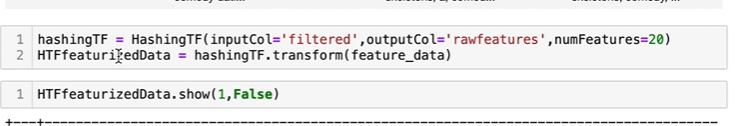 1 hashingTF = HashingTF(inputCol='filtered',outputCol='rawfeatures',numFeatures=20)
2 HTFfeaturizedData = hashingTF.transform(feature_data)
1 HTFfeaturizedData.show(1,False)
+---+--------------------------------------------------------------------------------